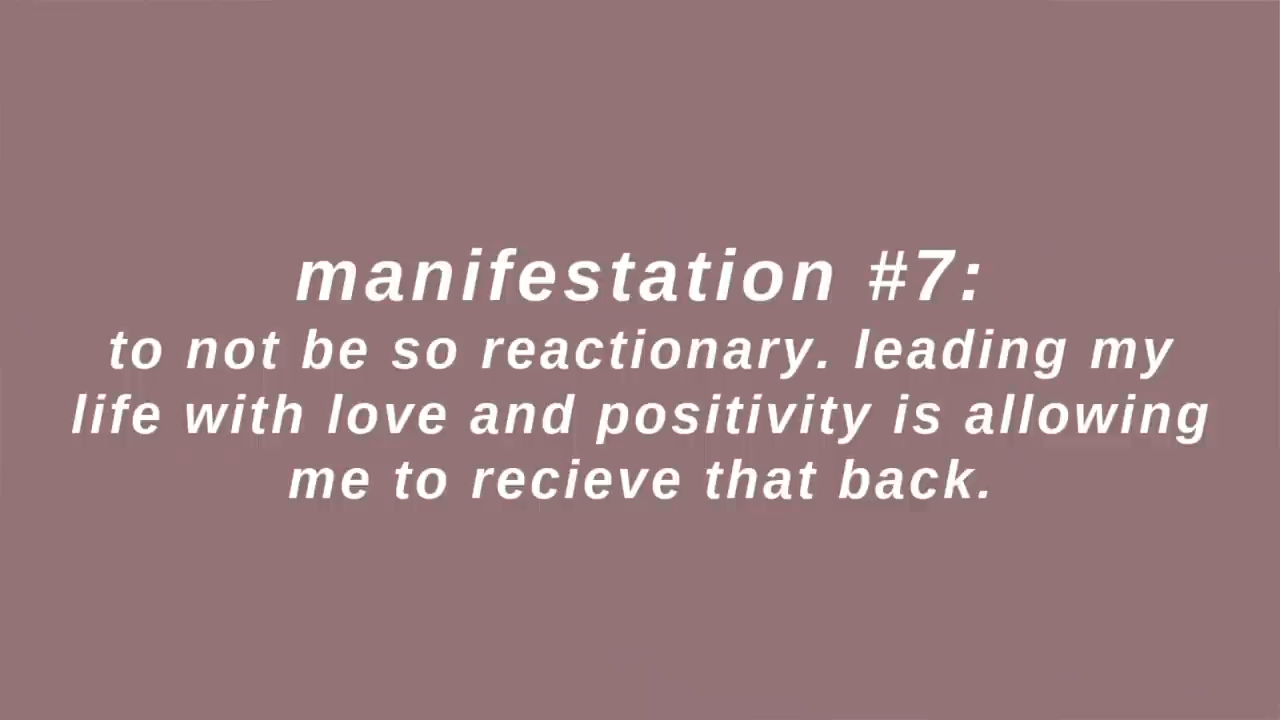 manifestation #7:
to not be so reactionary. leading my
life with love and positivity is allowing
me to recieve that back.